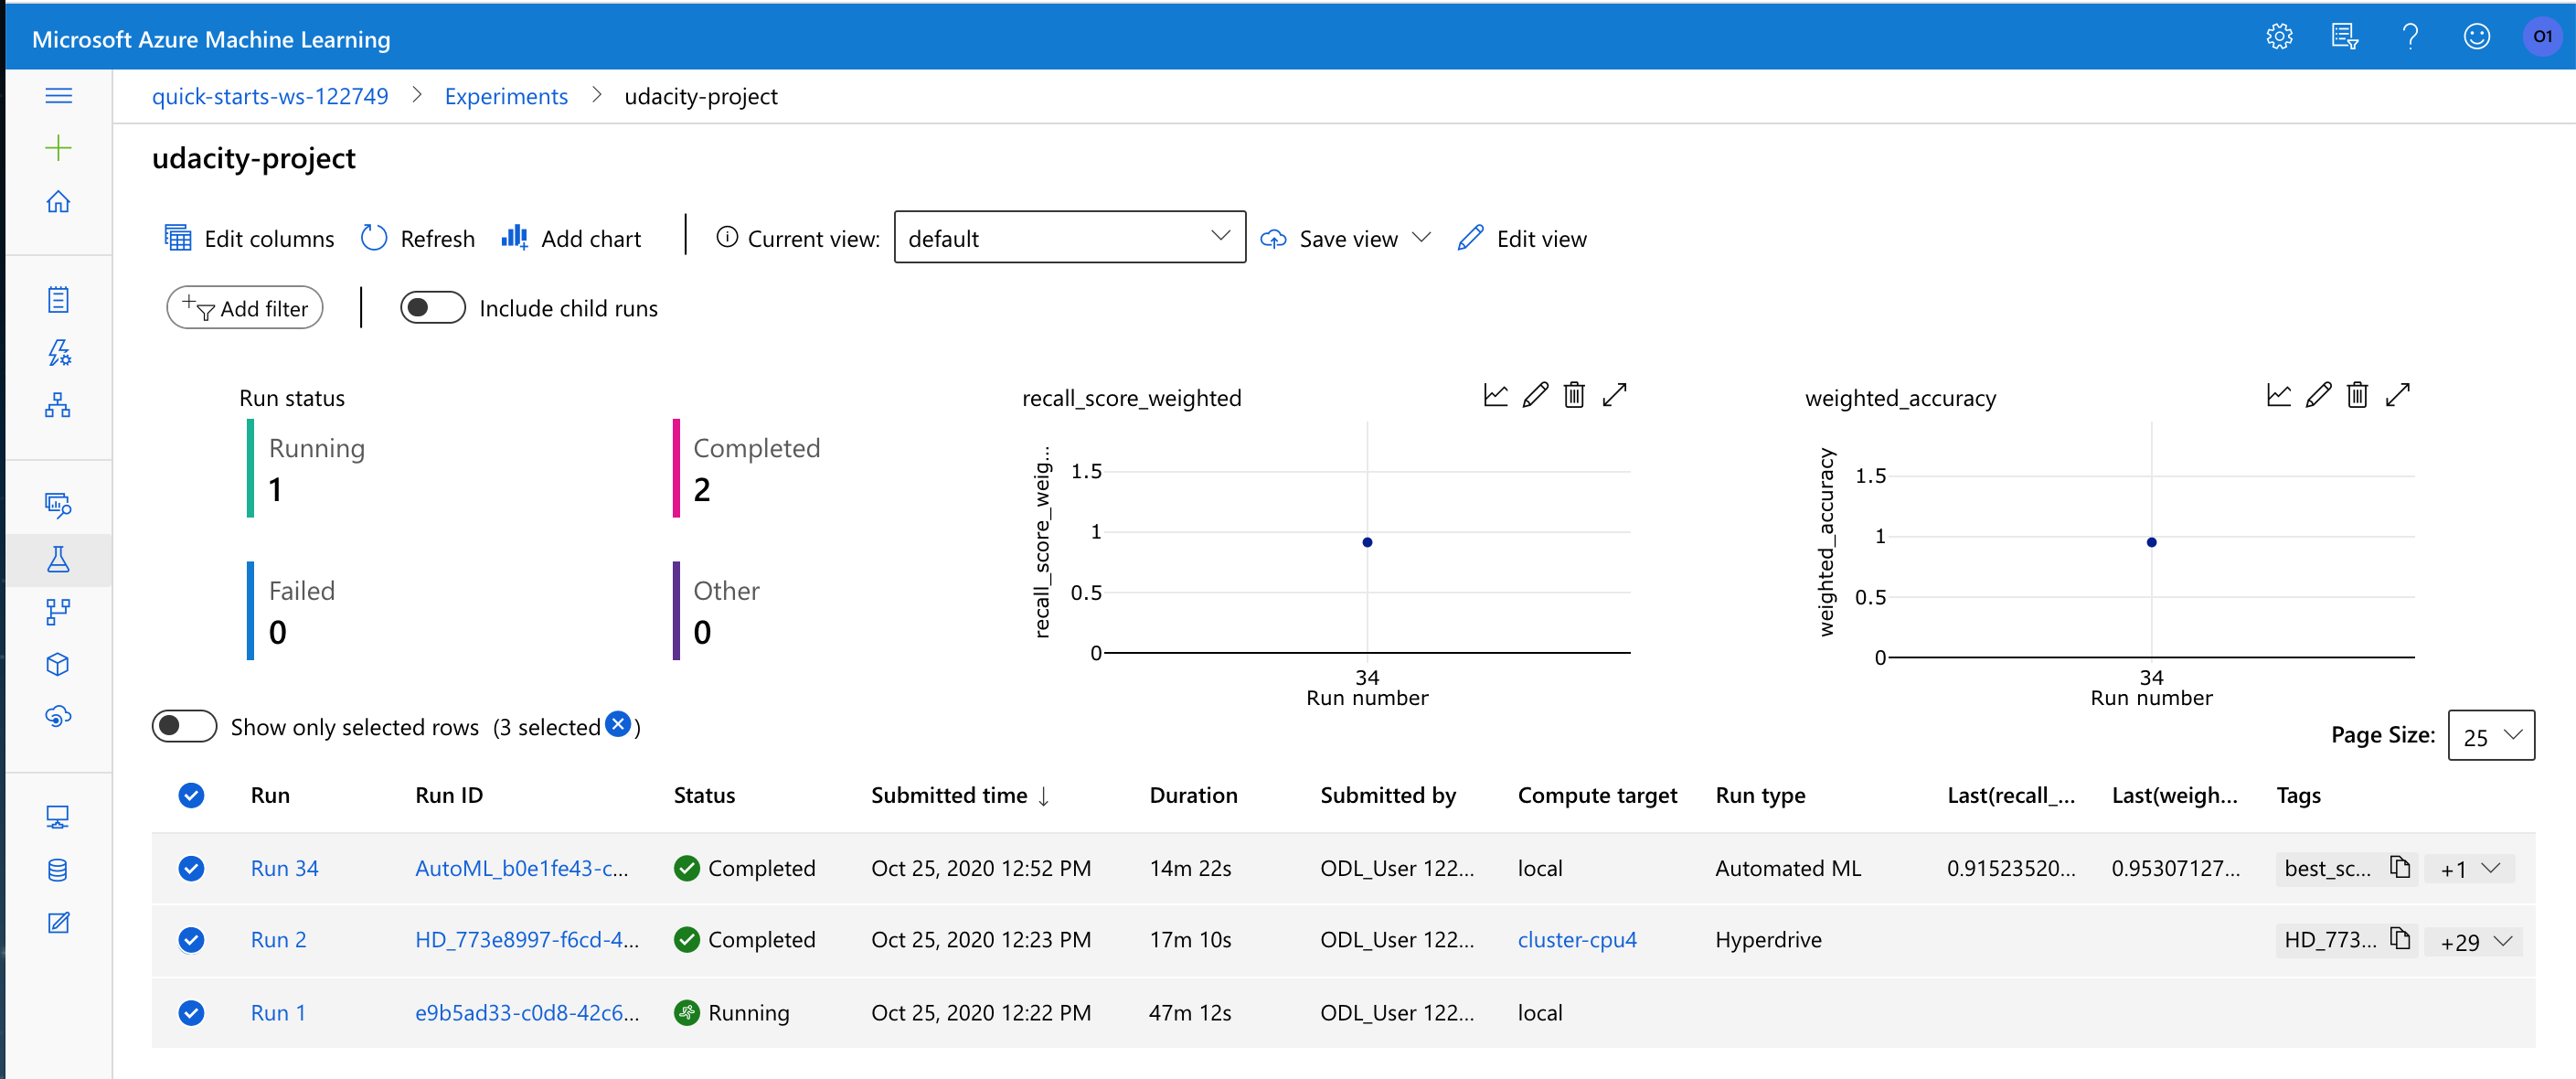 Microsoft Azure Machine Learning
O1
quick-starts-ws-122749 > Experiments > udacity-project
udacity-project
Edit columns Refresh Add chart Current view: default Save view Edit view
Add filter Include child runs
Run status
Running
1
Completed
2
Failed
0
Other
0
recall_score_weighted
recall_score_weig...
1.5
1
0.5
0
34
Run number
weighted_accuracy
weighted_accuracy
1.5
1
0.5
0
34
Run number
Show only selected rows (3 selected )
Page Size: 25
Run Run ID Status Submitted time ↓ Duration Submitted by Compute target Run type Last(recall_... Last(weigh... Tags
Run 34 AutoML_b0e1fe43-c... Completed Oct 25, 2020 12:52 PM 14m 22s ODL_User 122... local Automated ML 0.91523520... 0.95307127... best_sc... +1
Run 2 HD_773e8997-f6cd-4... Completed Oct 25, 2020 12:23 PM 17m 10s ODL_User 122... cluster-cpu4 Hyperdrive HD_773... +29
Run 1 e9b5ad33-c0d8-42c6... Running Oct 25, 2020 12:22 PM 47m 12s ODL_User 122... local